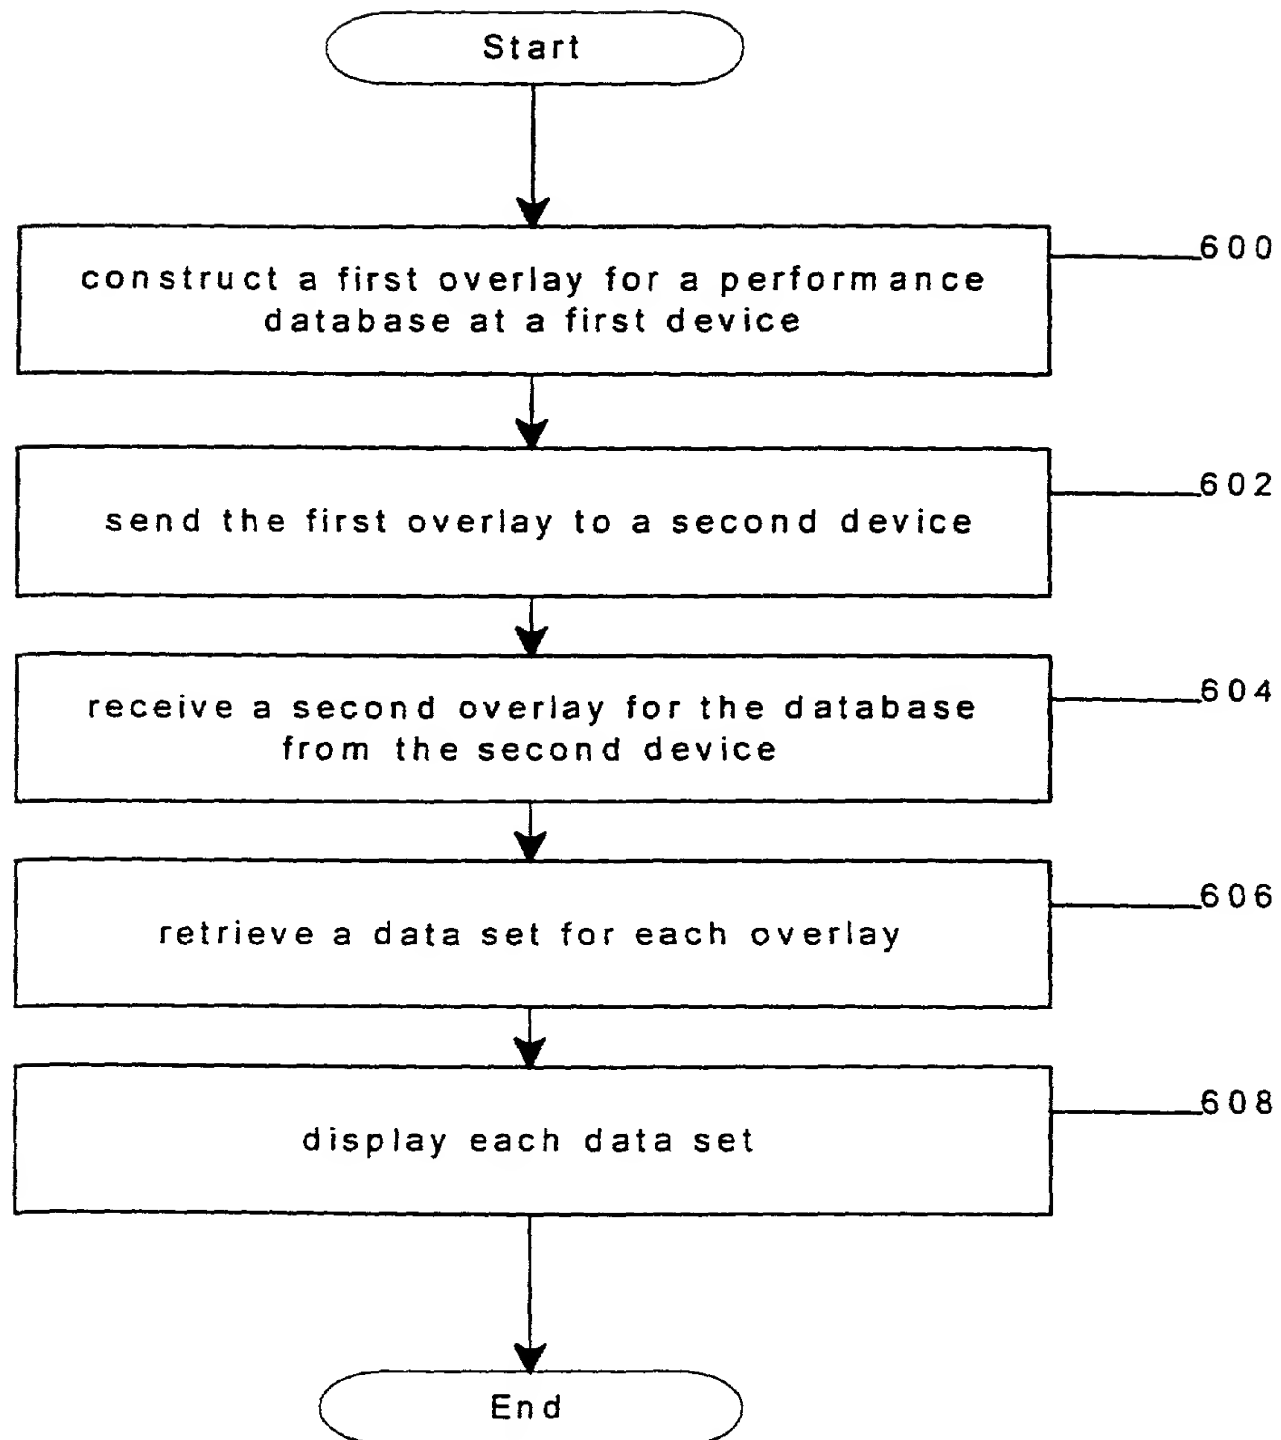 Start
600
construct a first overlay for a performance
database at a first device
602
send the first overlay to a second device
604
receive a second overlay for the database
from the second device
606
retrieve a data set for each overlay
608
display each data set
End